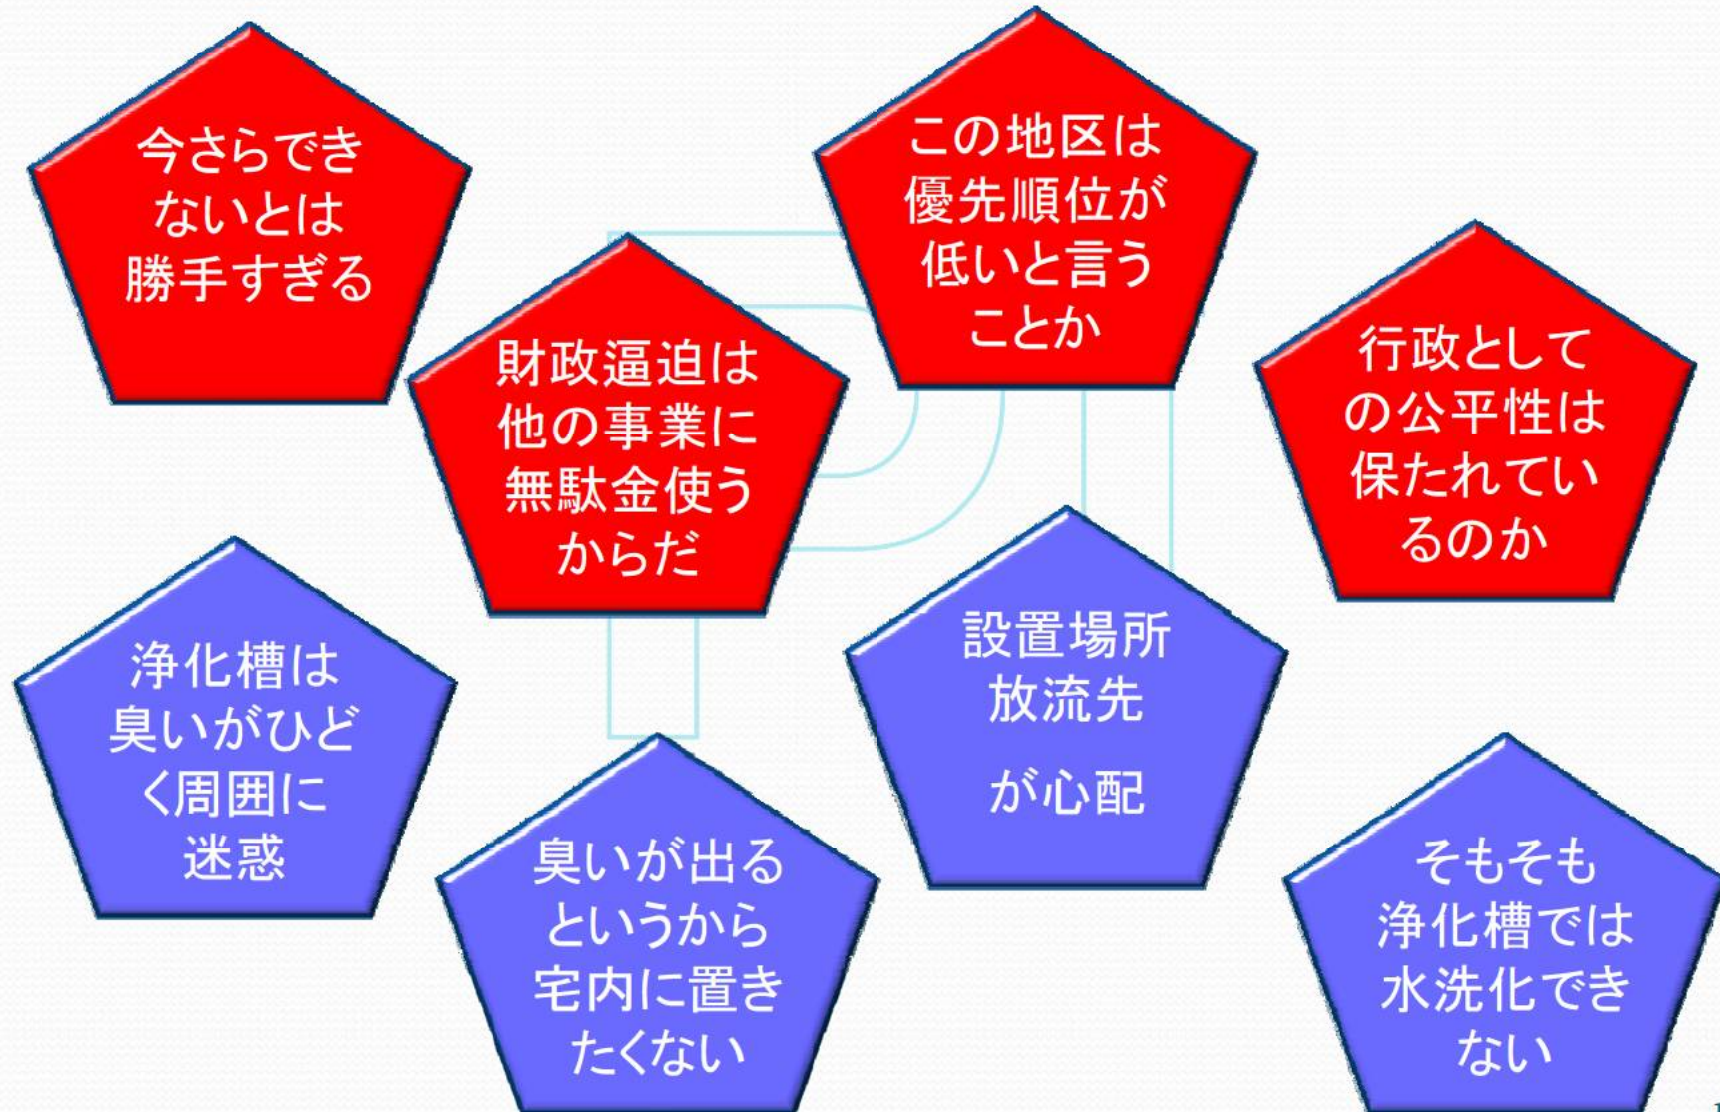 今さらでき
ないとは
勝手すぎる
この地区は
優先順位が
低いと言う
ことか
財政逼迫は
他の事業に
無駄金使う
からだ
行政として
の公平性は
保たれてい
るのか
浄化槽は
臭いがひど
く周囲に
迷惑
設置場所
放流先
が心配
臭いが出る
というから
宅内に置き
たくない
そもそも
浄化槽では
水洗化でき
ない